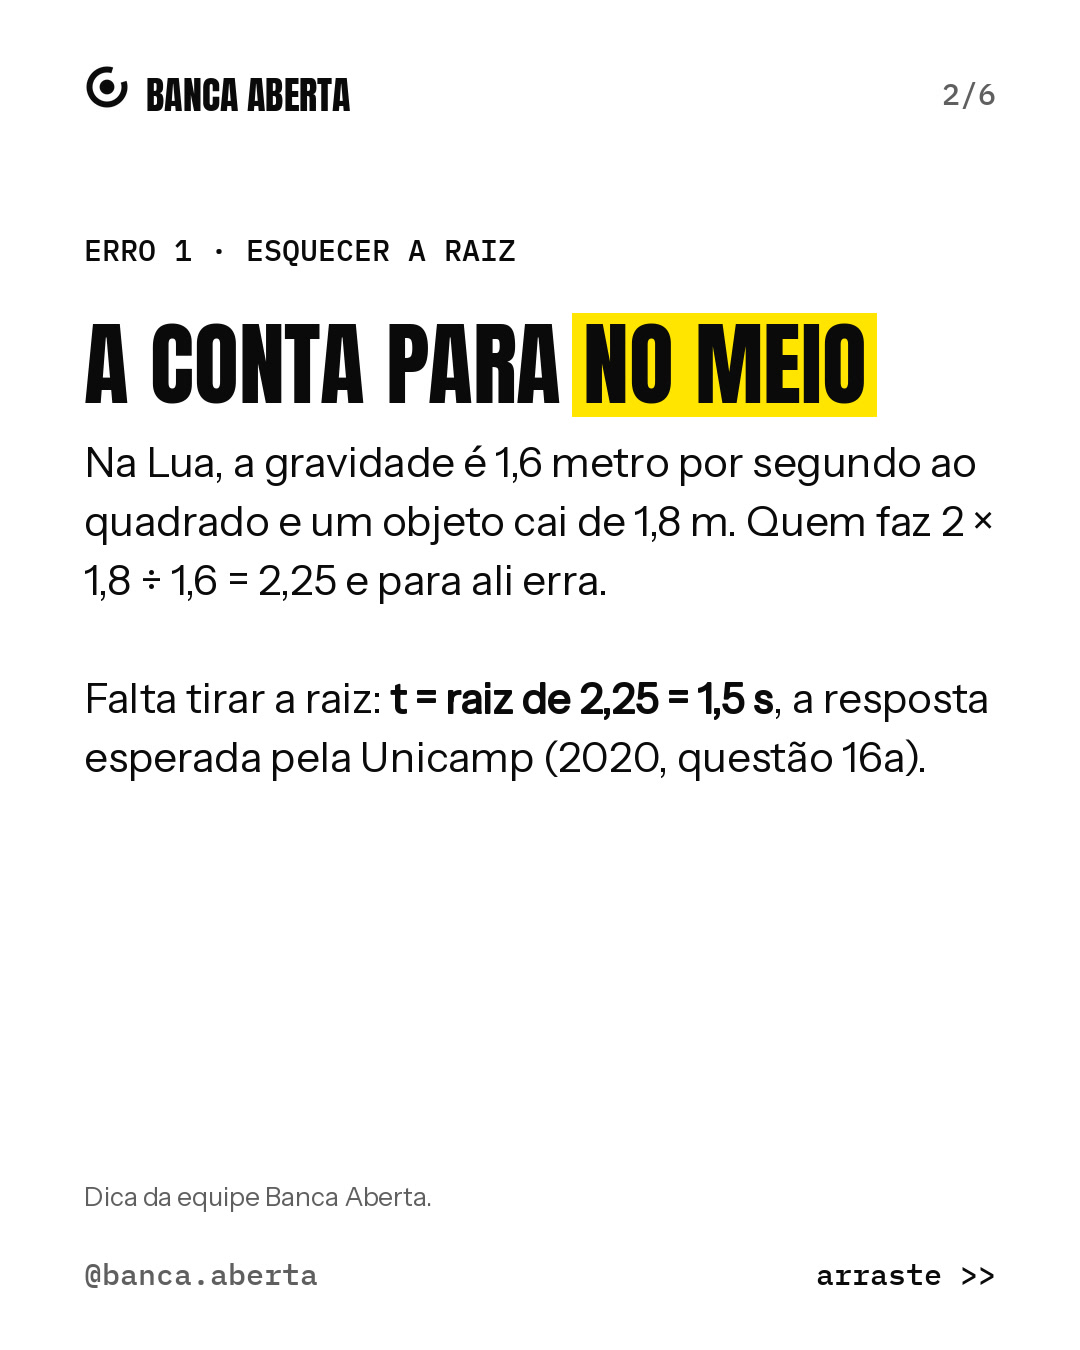 BANCA ABERTA
2/6
ERRO 1 · ESQUECER A RAIZ
A CONTA PARA NO MEIO
Na Lua, a gravidade é 1,6 metro por segundo ao
quadrado e um objeto cai de 1,8 m. Quem faz 2 ×
1,8 ÷ 1,6 = 2,25 e para ali erra.
Falta tirar a raiz: t = raiz de 2,25 = 1,5 s, a resposta
esperada pela Unicamp (2020, questão 16a).
Dica da equipe Banca Aberta.
@banca.aberta
arraste >>